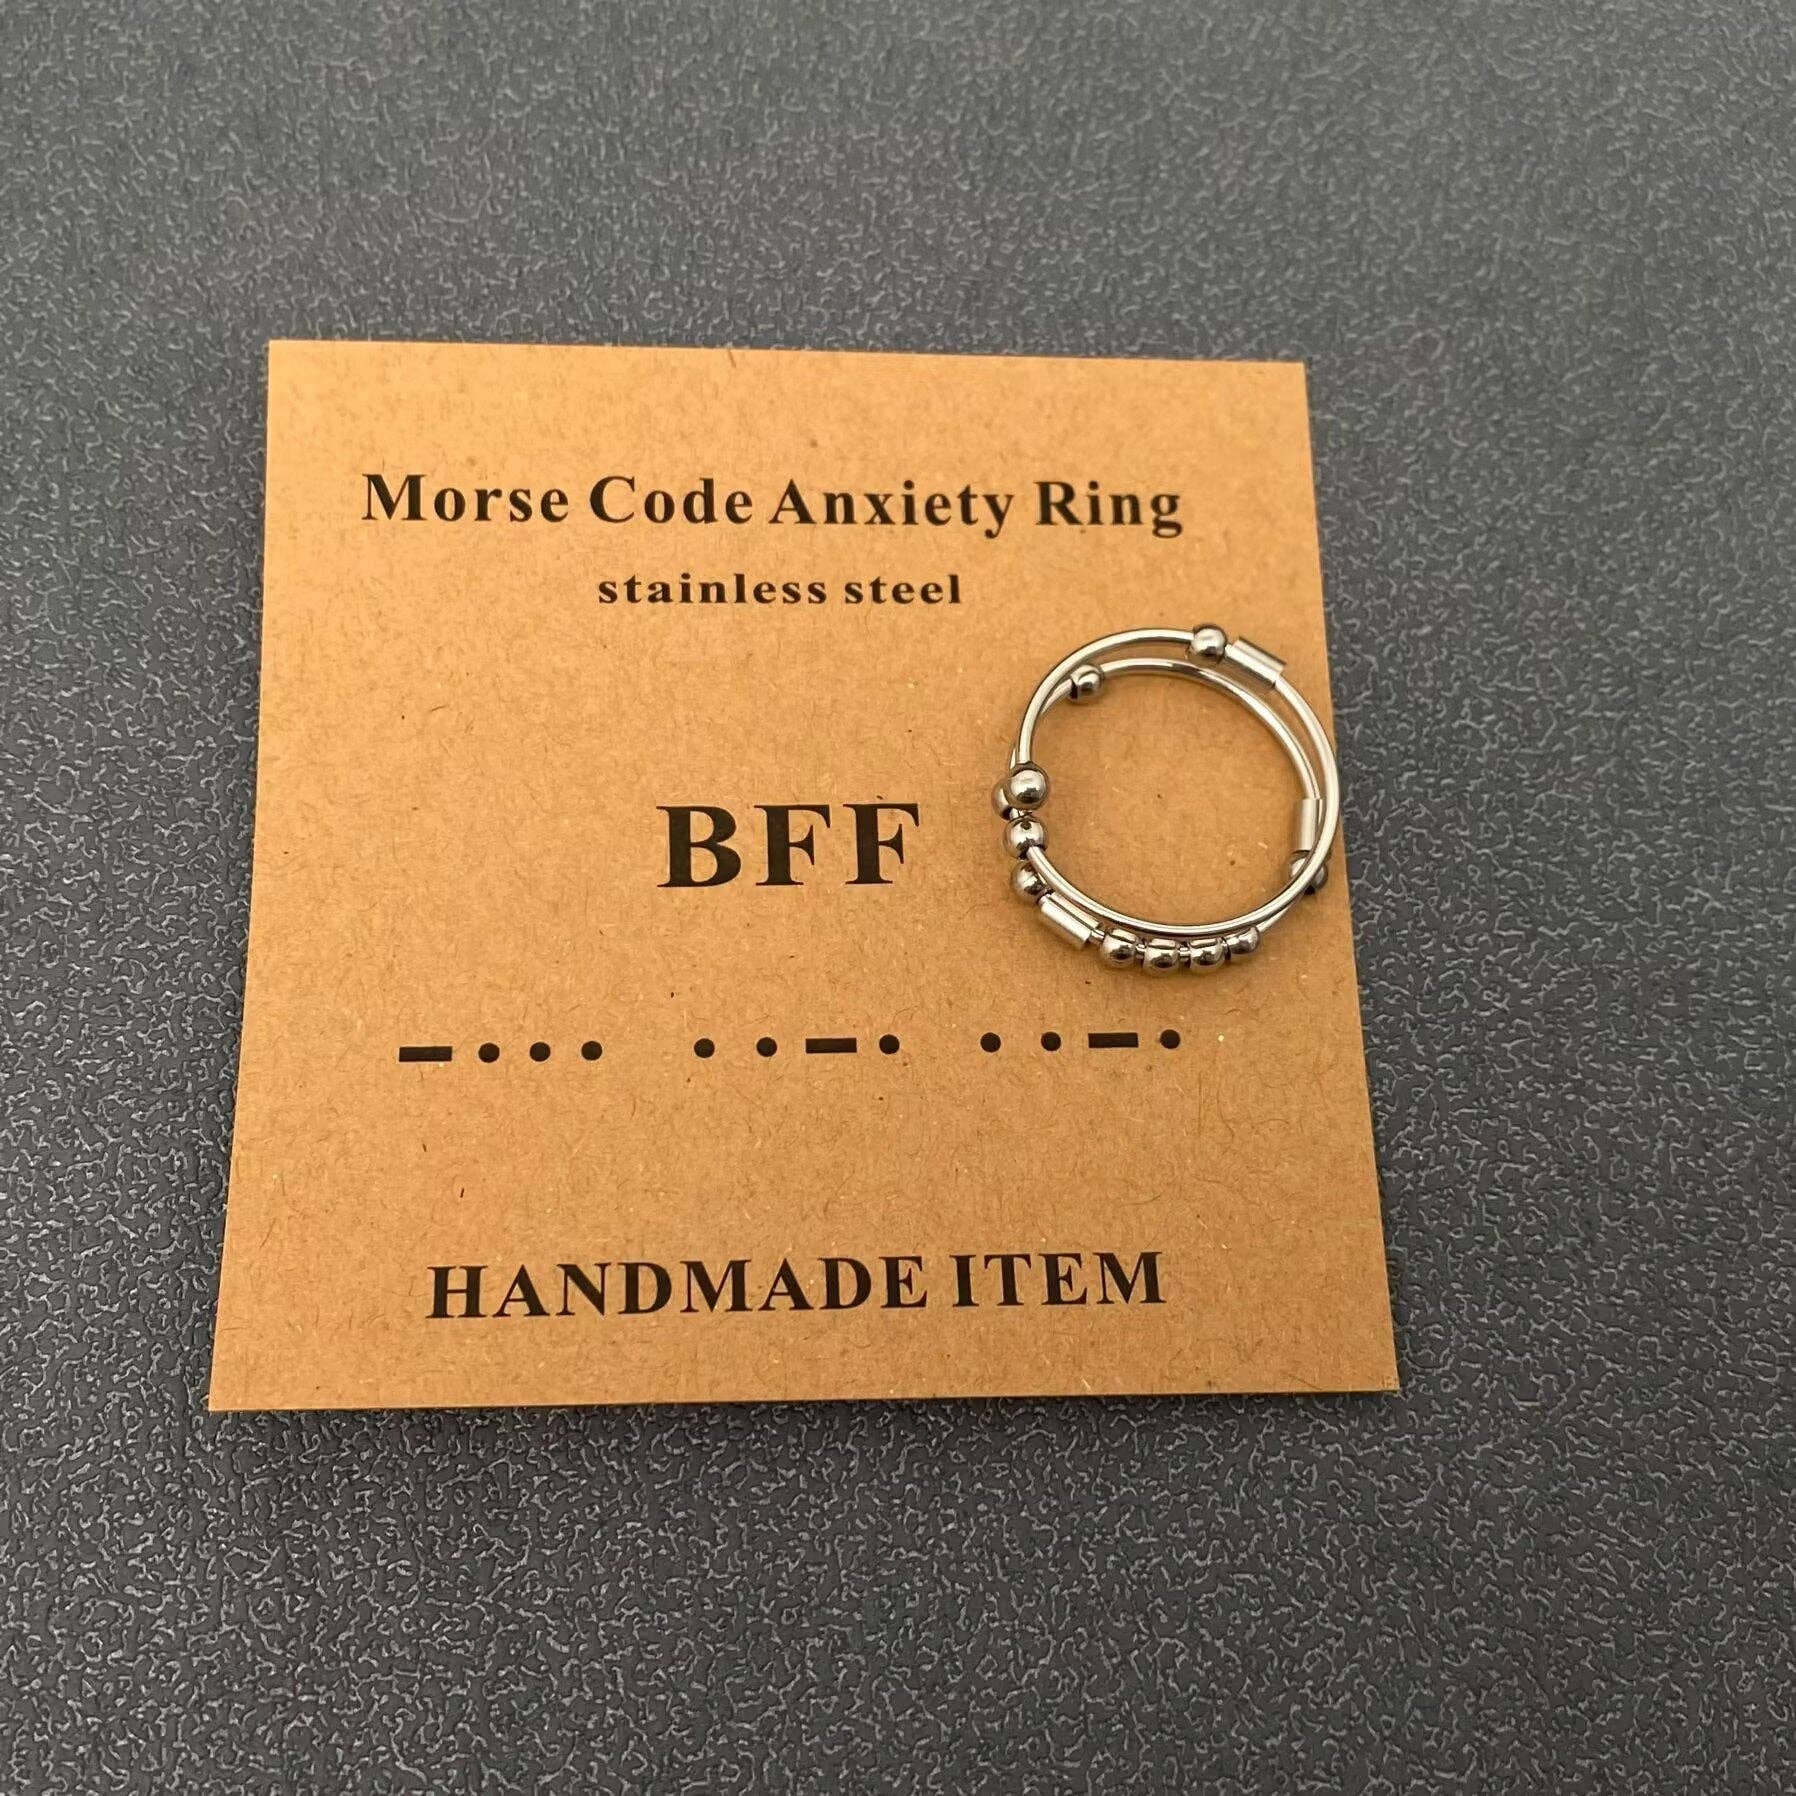 Morse Code Anxiety Ring
stainless steel
BFF
▬ ● ● ●   ● ● ▬ ●   ● ● ▬ ●
HANDMADE ITEM